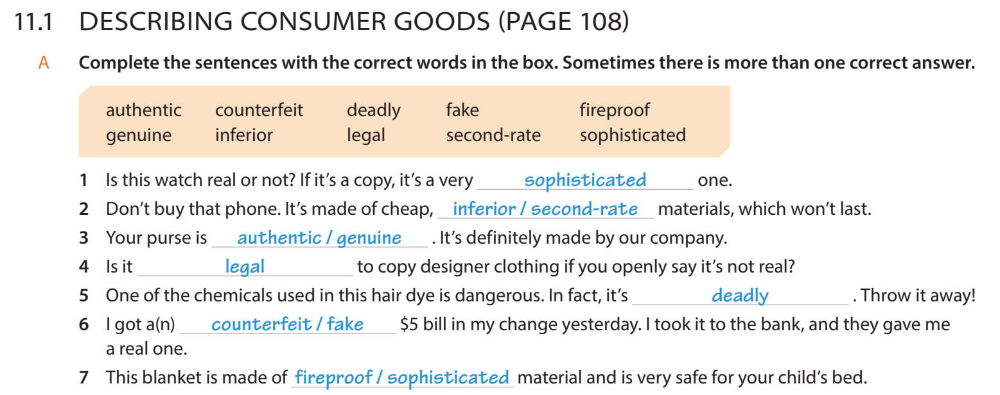 11.1 DESCRIBING CONSUMER GOODS (PAGE 108)
A Complete the sentences with the correct words in the box. Sometimes there is more than one correct answer.
authentic counterfeit deadly fake fireproof
genuine inferior legal second-rate sophisticated
1 Is this watch real or not? If it’s a copy, it’s a very sophisticated one.
2 Don’t buy that phone. It’s made of cheap, inferior / second-rate materials, which won’t last.
3 Your purse is authentic / genuine . It’s definitely made by our company.
4 Is it legal to copy designer clothing if you openly say it’s not real?
5 One of the chemicals used in this hair dye is dangerous. In fact, it’s deadly . Throw it away!
6 I got a(n) counterfeit / fake $5 bill in my change yesterday. I took it to the bank, and they gave me
a real one.
7 This blanket is made of fireproof / sophisticated material and is very safe for your child’s bed.